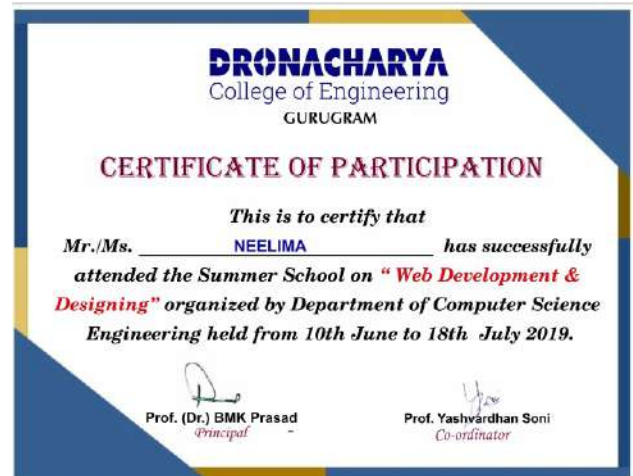 DRONACHARYA
College of Engineering
GURUGRAM
CERTIFICATE OF PARTICIPATION
This is to certify that
Mr./Ms. NEELIMA has successfully
attended the Summer School on “ Web Development &
Designing” organized by Department of Computer Science
Engineering held from 10th June to 18th July 2019.
Prof. (Dr.) BMK Prasad
Principal
Prof. Yashvardhan Soni
Co-ordinator